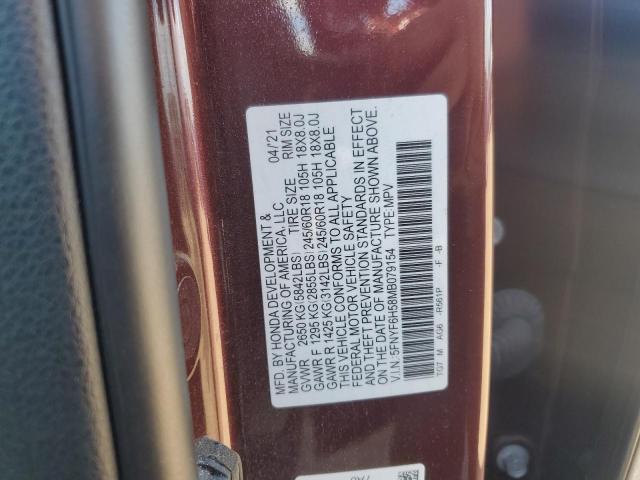 MFD. BY HONDA DEVELOPMENT &
MANUFACTURING OF AMERICA, LLC 04/'21
GVWR 2650 KG(5842LBS) TIRE SIZE RIM SIZE
GAWR F 1295 KG(2855LBS) 245/60R18 105H 18X8.0J
GAWR R 1425 KG(3142LBS) 245/60R18 105H 18X8.0J
THIS VEHICLE CONFORMS TO ALL APPLICABLE
FEDERAL MOTOR VEHICLE SAFETY
AND THEFT PREVENTION STANDARDS IN EFFECT
ON THE DATE OF MANUFACTURE SHOWN ABOVE.
V.I.N: 5FNYF6H58MB079154 TYPE:MPV
TG7 M AG6 -R561P -F -B